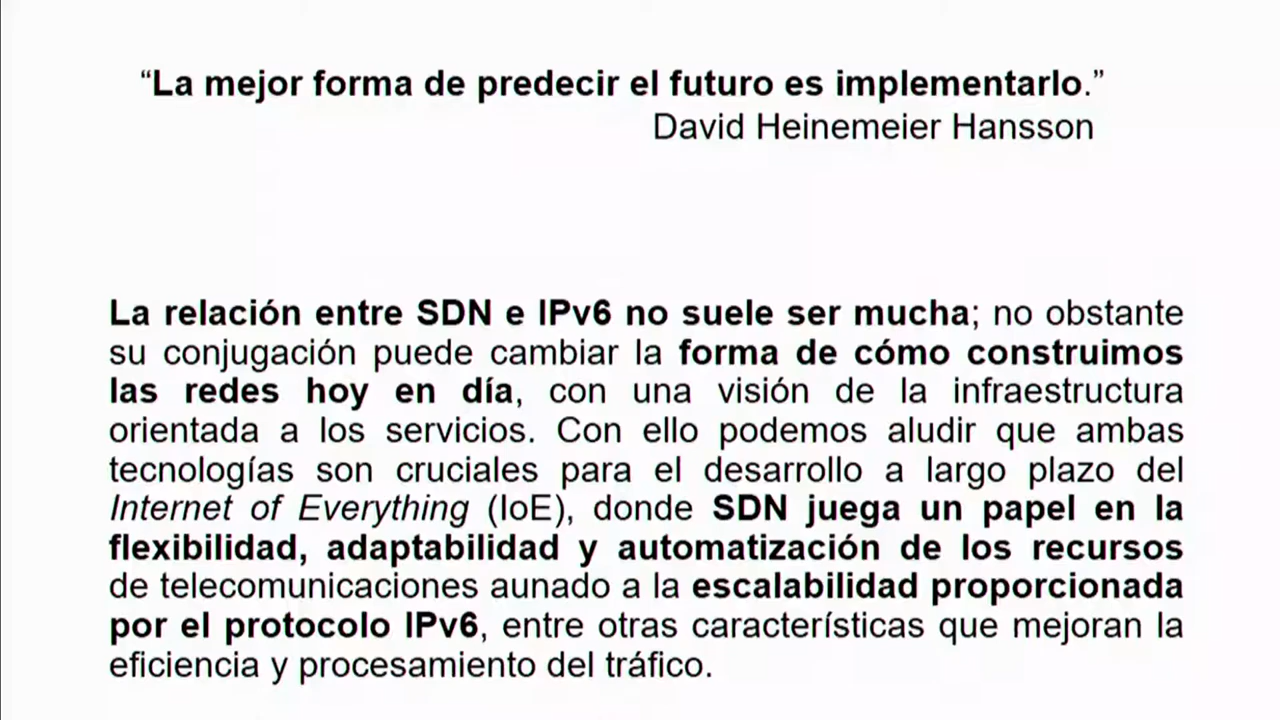 “La mejor forma de predecir el futuro es implementarlo.”
David Heinemeier Hansson
La relación entre SDN e IPv6 no suele ser mucha; no obstante
su conjugación puede cambiar la forma de cómo construimos
las redes hoy en día, con una visión de la infraestructura
orientada a los servicios. Con ello podemos aludir que ambas
tecnologías son cruciales para el desarrollo a largo plazo del
Internet of Everything (IoE), donde SDN juega un papel en la
flexibilidad, adaptabilidad y automatización de los recursos
de telecomunicaciones aunado a la escalabilidad proporcionada
por el protocolo IPv6, entre otras características que mejoran la
eficiencia y procesamiento del tráfico.